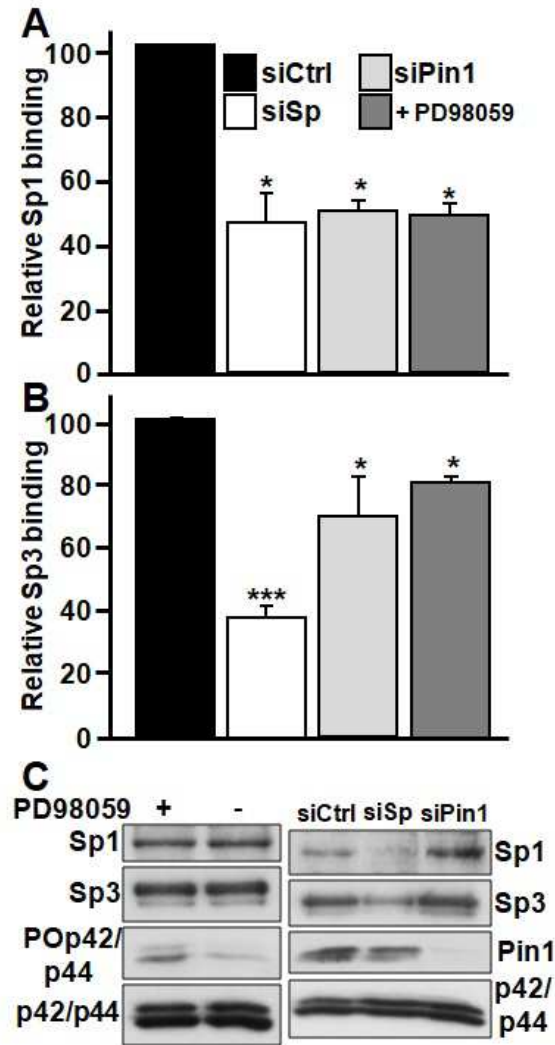 A
Relative Sp1 binding
100
80
60
40
20
0
siCtrl
siPin1
siSp
+ PD98059
*
*
*
B
Relative Sp3 binding
100
80
60
40
20
0
***
*
*
C
PD98059 + -
siCtrl siSp siPin1
Sp1
Sp1
Sp3
Sp3
POp42/
p44
Pin1
p42/p44
p42/
p44